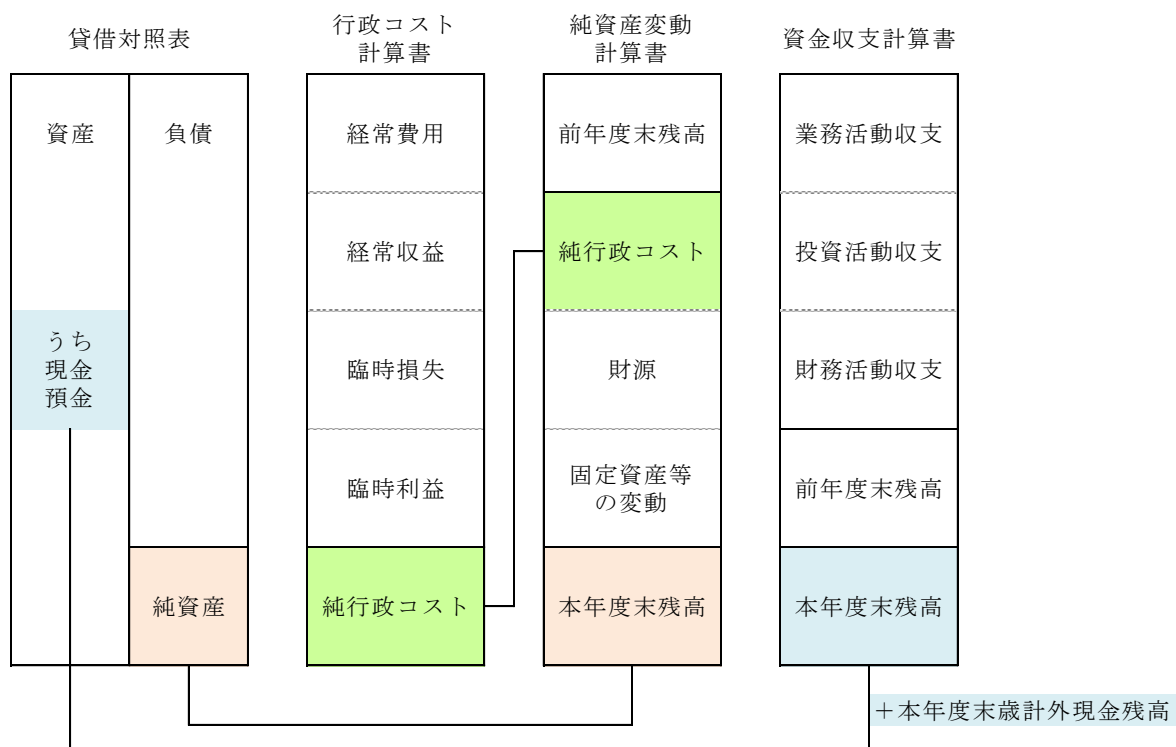 貸借対照表
資産
負債
うち
現金
預金
純資産
行政コスト
計算書
経常費用
経常収益
臨時損失
臨時利益
純行政コスト
純資産変動
計算書
前年度末残高
純行政コスト
財源
固定資産等
の変動
本年度末残高
資金収支計算書
業務活動収支
投資活動収支
財務活動収支
前年度末残高
本年度末残高
＋本年度末歳計外現金残高